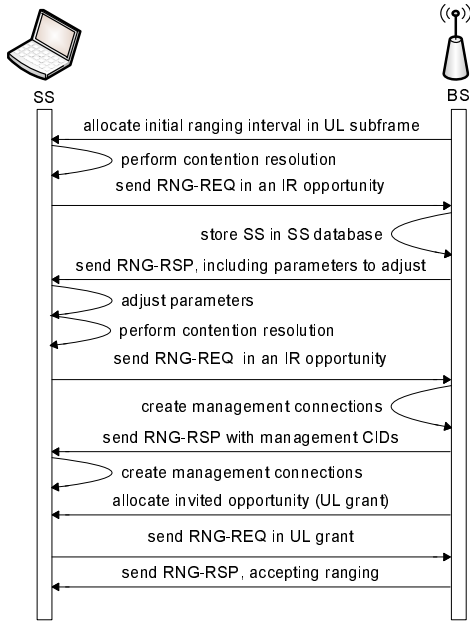 SS
BS
allocate initial ranging interval in UL subframe
perform contention resolution
send RNG-REQ in an IR opportunity
store SS in SS database
send RNG-RSP, including parameters to adjust
adjust parameters
perform contention resolution
send RNG-REQ in an IR opportunity
create management connections
send RNG-RSP with management CIDs
create management connections
allocate invited opportunity (UL grant)
send RNG-REQ in UL grant
send RNG-RSP, accepting ranging